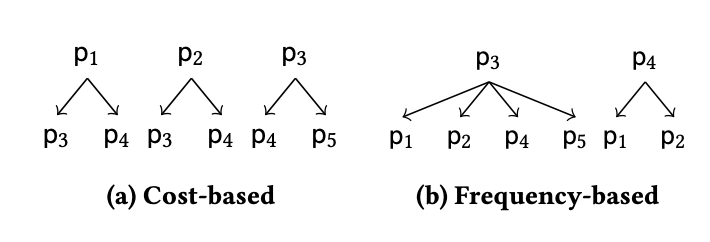 p1 p2 p3 p3 p4
p3 p4 p3 p4 p4 p5 p1 p2 p4 p5 p1 p2
(a) Cost-based (b) Frequency-based